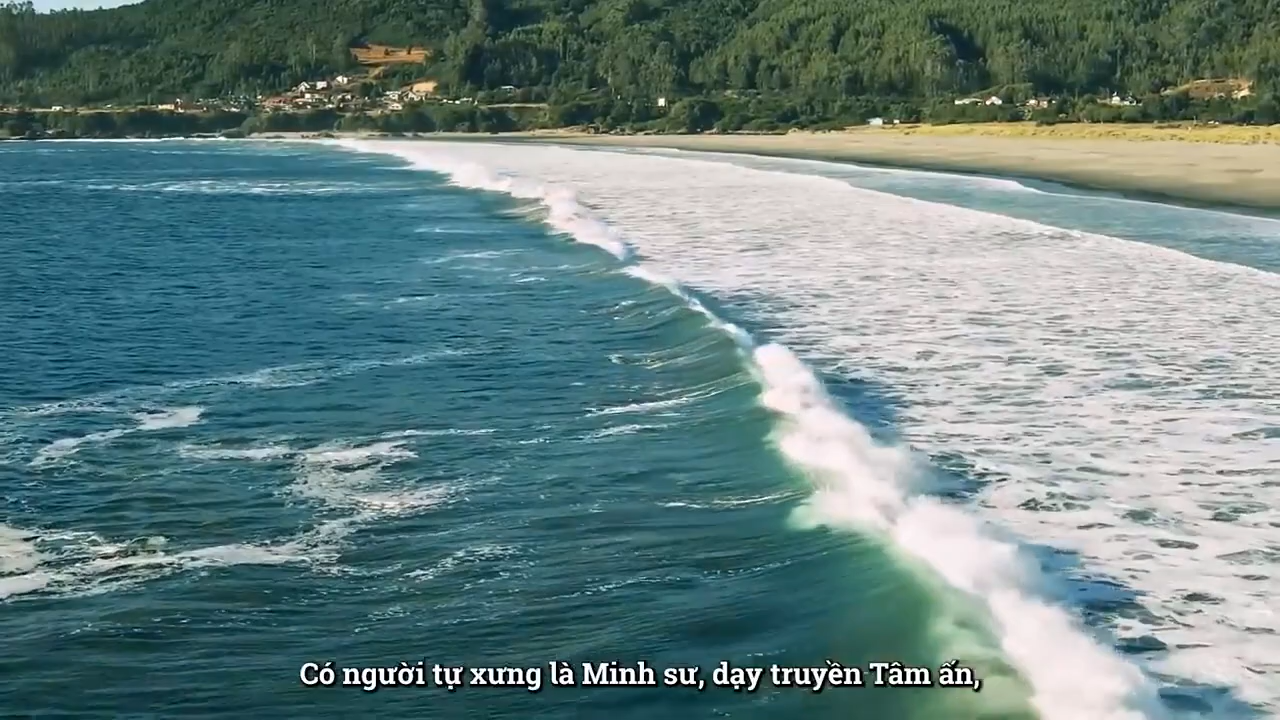 Có người tự xưng là Minh sư, dạy truyền Tâm ấn,